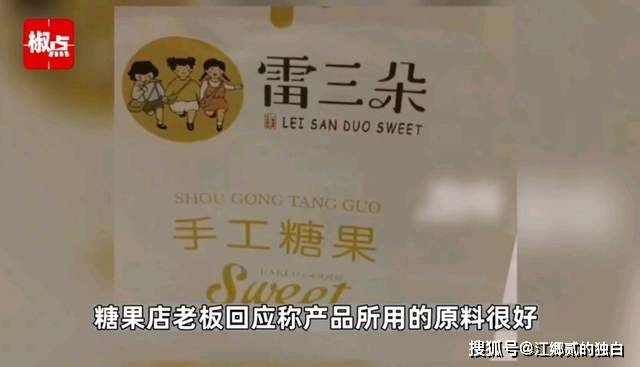 椒点
雷三朵
LEI SAN DUO SWEET
SHOU GONG TANG GUO
手工糖果
Sweet
糖果店老板回应称产品所用的原料很好
搜狐号@江郷贰的独白